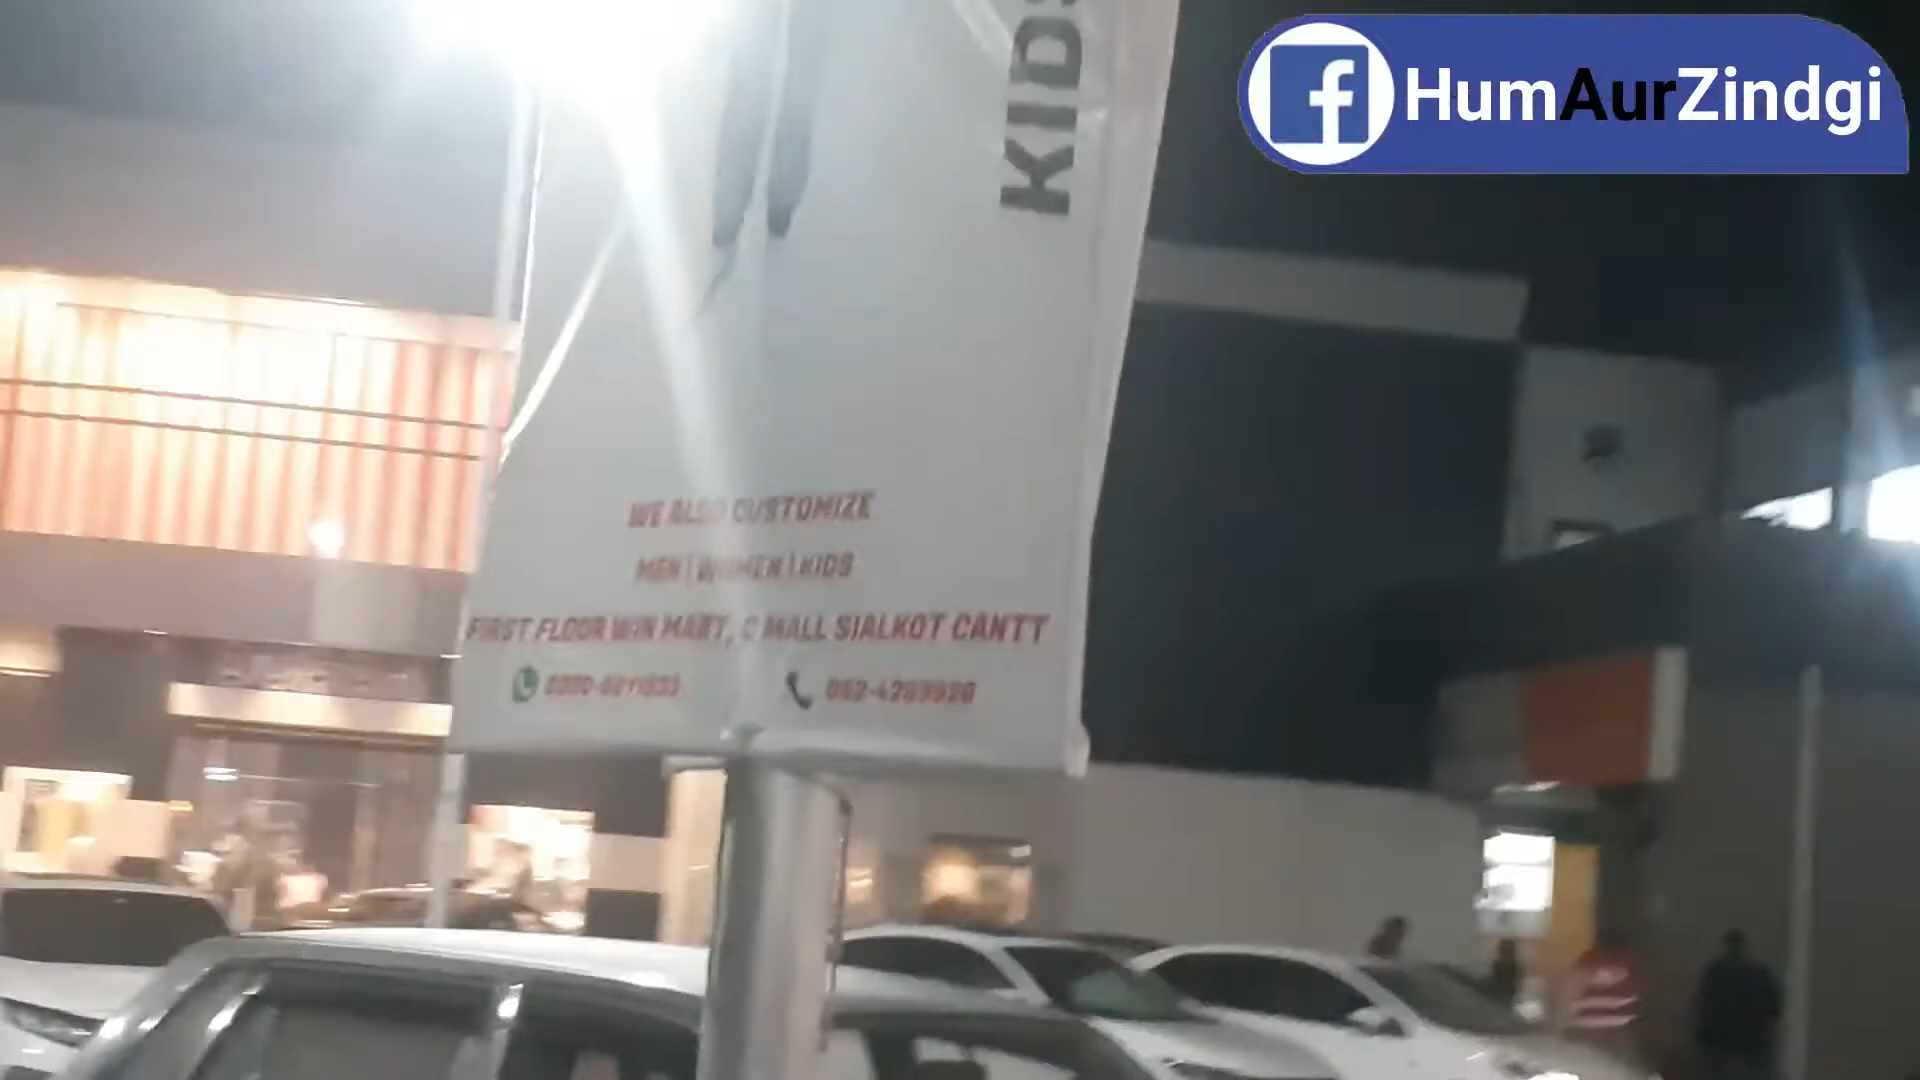 HumAurZindgi
KIDS
WE ALSO CUSTOMIZE
MEN | WOMEN | KIDS
FIRST FLOOR WIN MART, C MALL SIALKOT CANTT